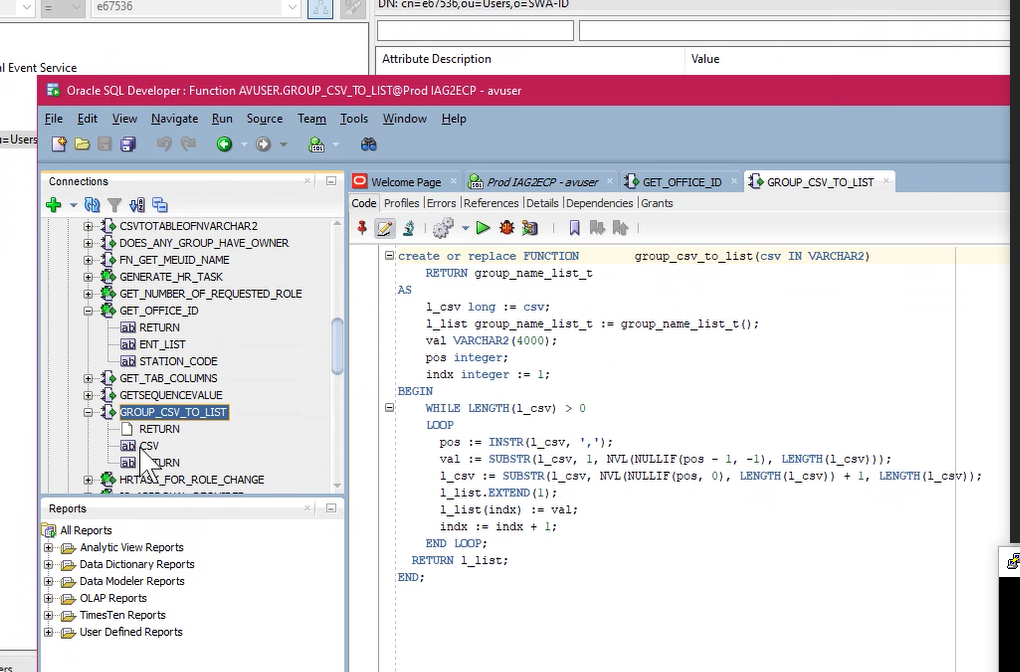 =
e67536
DN: cn=e67536,ou=Users,o=SWA-ID
Attribute Description Value
al Event Service
u=Users
Oracle SQL Developer : Function AVUSER.GROUP_CSV_TO_LIST@Prod IAG2ECP - avuser
File Edit View Navigate Run Source Team Tools Window Help
Connections
CSVTOTABLEOFNVARCHAR2
DOES_ANY_GROUP_HAVE_OWNER
FN_GET_MEUID_NAME
GENERATE_HR_TASK
GET_NUMBER_OF_REQUESTED_ROLE
GET_OFFICE_ID
RETURN
ENT_LIST
STATION_CODE
GET_TAB_COLUMNS
GETSEQUENCEVALUE
GROUP_CSV_TO_LIST
RETURN
CSV
TURN
HRTASK_FOR_ROLE_CHANGE
Reports
All Reports
Analytic View Reports
Data Dictionary Reports
Data Modeler Reports
OLAP Reports
TimesTen Reports
User Defined Reports
Welcome Page Prod IAG2ECP - avuser GET_OFFICE_ID GROUP_CSV_TO_LIST
Code Profiles Errors References Details Dependencies Grants
create or replace FUNCTION group_csv_to_list(csv IN VARCHAR2)
RETURN group_name_list_t
AS
l_csv long := csv;
l_list group_name_list_t := group_name_list_t();
val VARCHAR2(4000);
pos integer;
indx integer := 1;
BEGIN
WHILE LENGTH(l_csv) > 0
LOOP
pos := INSTR(l_csv, ',');
val := SUBSTR(l_csv, 1, NVL(NULLIF(pos - 1, -1), LENGTH(l_csv)));
l_csv := SUBSTR(l_csv, NVL(NULLIF(pos, 0), LENGTH(l_csv)) + 1, LENGTH(l_csv));
l_list.EXTEND(1);
l_list(indx) := val;
indx := indx + 1;
END LOOP;
RETURN l_list;
END;